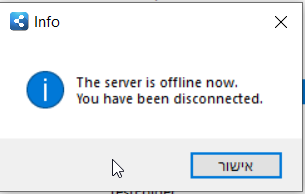 Info
The server is offline now.
You have been disconnected.
אישור